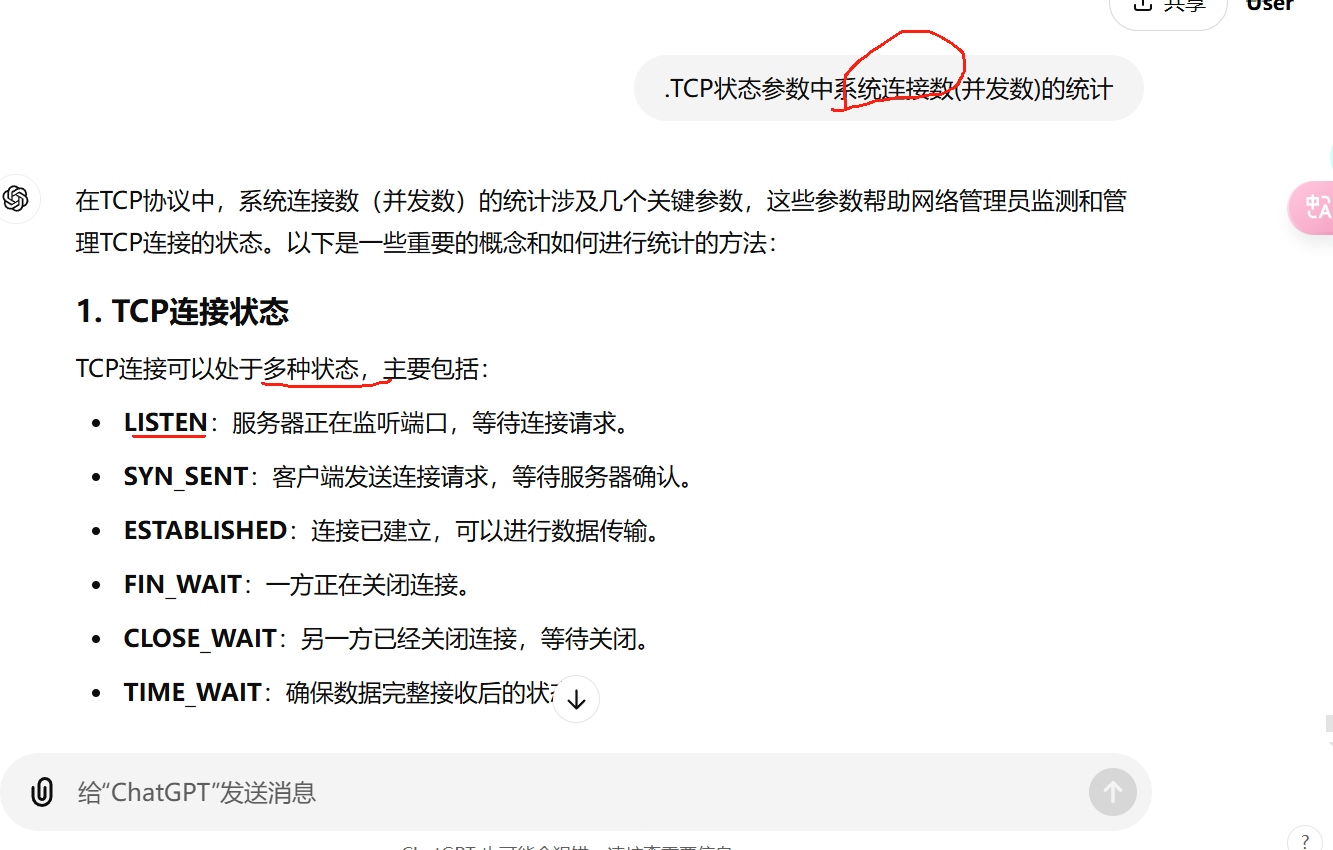 共享
User
.TCP状态参数中系统连接数(并发数)的统计
在TCP协议中，系统连接数（并发数）的统计涉及几个关键参数，这些参数帮助网络管理员监测和管
理TCP连接的状态。以下是一些重要的概念和如何进行统计的方法：
1. TCP连接状态
TCP连接可以处于多种状态，主要包括：
• LISTEN：服务器正在监听端口，等待连接请求。
• SYN_SENT：客户端发送连接请求，等待服务器确认。
• ESTABLISHED：连接已建立，可以进行数据传输。
• FIN_WAIT：一方正在关闭连接。
• CLOSE_WAIT：另一方已经关闭连接，等待关闭。
• TIME_WAIT：确保数据完整接收后的状
给“ChatGPT”发送消息
?